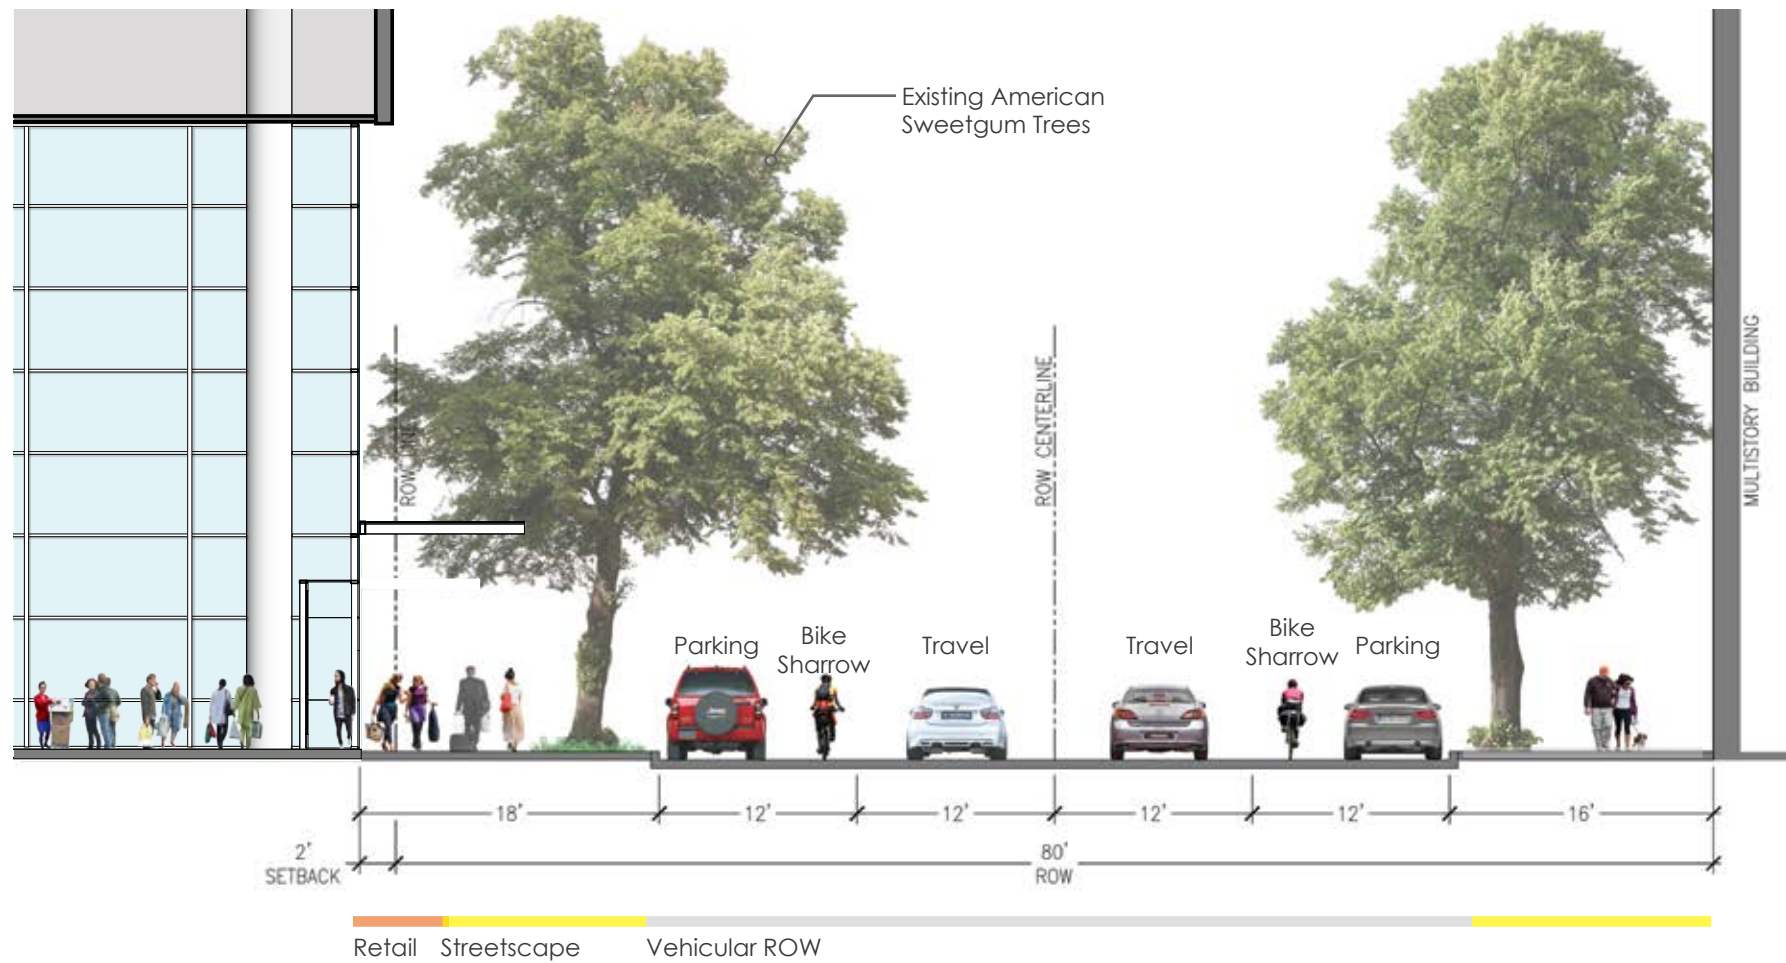 Existing American
Sweetgum Trees
ROW LINE
ROW CENTERLINE
MULTISTORY BUILDING
Parking
Bike
Sharrow
Travel
Travel
Bike
Sharrow
Parking
18'
12'
12'
12'
12'
16'
2'
SETBACK
80'
ROW
Retail
Streetscape
Vehicular ROW